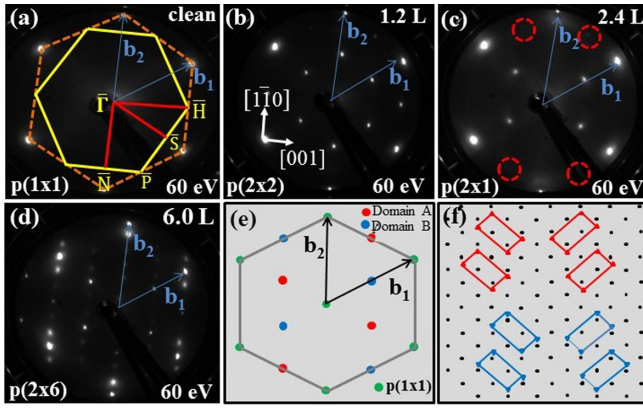 (a) clean
b₂
b₁
Γ̄
H̄
S̄
N̄
P̄
p(1x1) 60 eV
(b) 1.2 L
b₂
b₁
[11̄0]
[001]
p(2x2) 60 eV
(c) 2.4 L
b₂
b₁
p(2x1) 60 eV
(d) 6.0 L
b₂
b₁
p(2x6) 60 eV
(e) Domain A
Domain B
b₂
b₁
p(1x1)
(f)